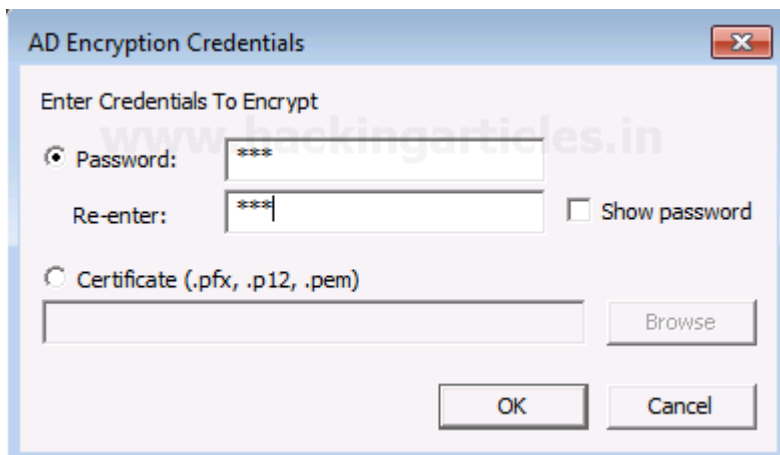 AD Encryption Credentials
Enter Credentials To Encrypt
www.hackingarticles.in
Password: ***
Re-enter: *** Show password
Certificate (.pfx, .p12, .pem)
Browse
OK Cancel